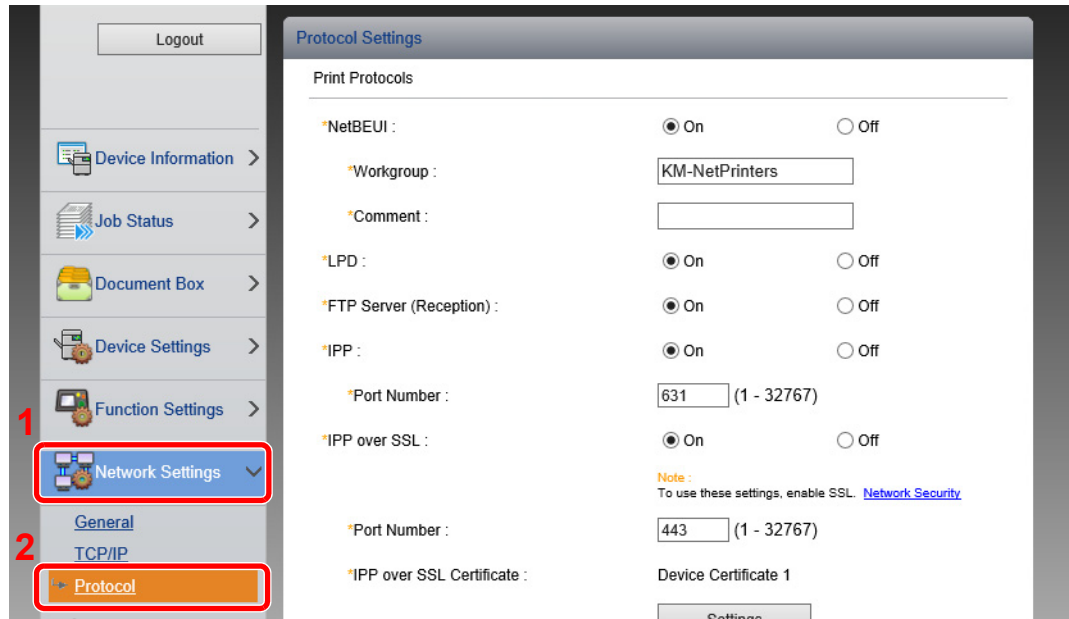 Logout
Protocol Settings
Print Protocols
*NetBEUI : On Off
Device Information
*Workgroup : KM-NetPrinters
*Comment :
Job Status
*LPD : On Off
Document Box
*FTP Server (Reception) : On Off
Device Settings
*IPP : On Off
*Port Number : 631 (1 - 32767)
1
Function Settings
*IPP over SSL : On Off
Network Settings
Note :
To use these settings, enable SSL. Network Security
General
*Port Number : 443 (1 - 32767)
2
TCP/IP
*IPP over SSL Certificate : Device Certificate 1
Protocol
Settings